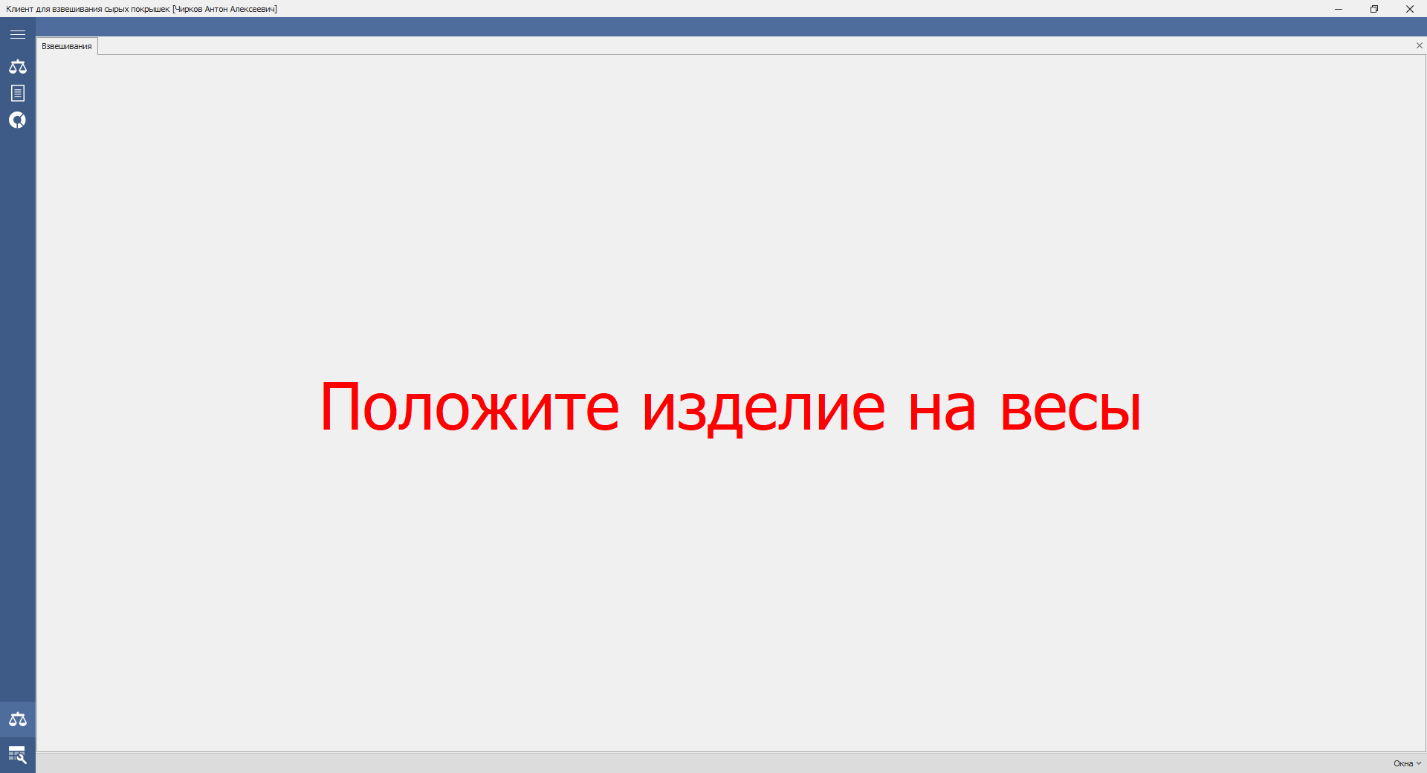 Клиент для взвешивания сырых покрышек [Чирков Антон Алексеевич]
Взвешивания
Положите изделие на весы
Окна